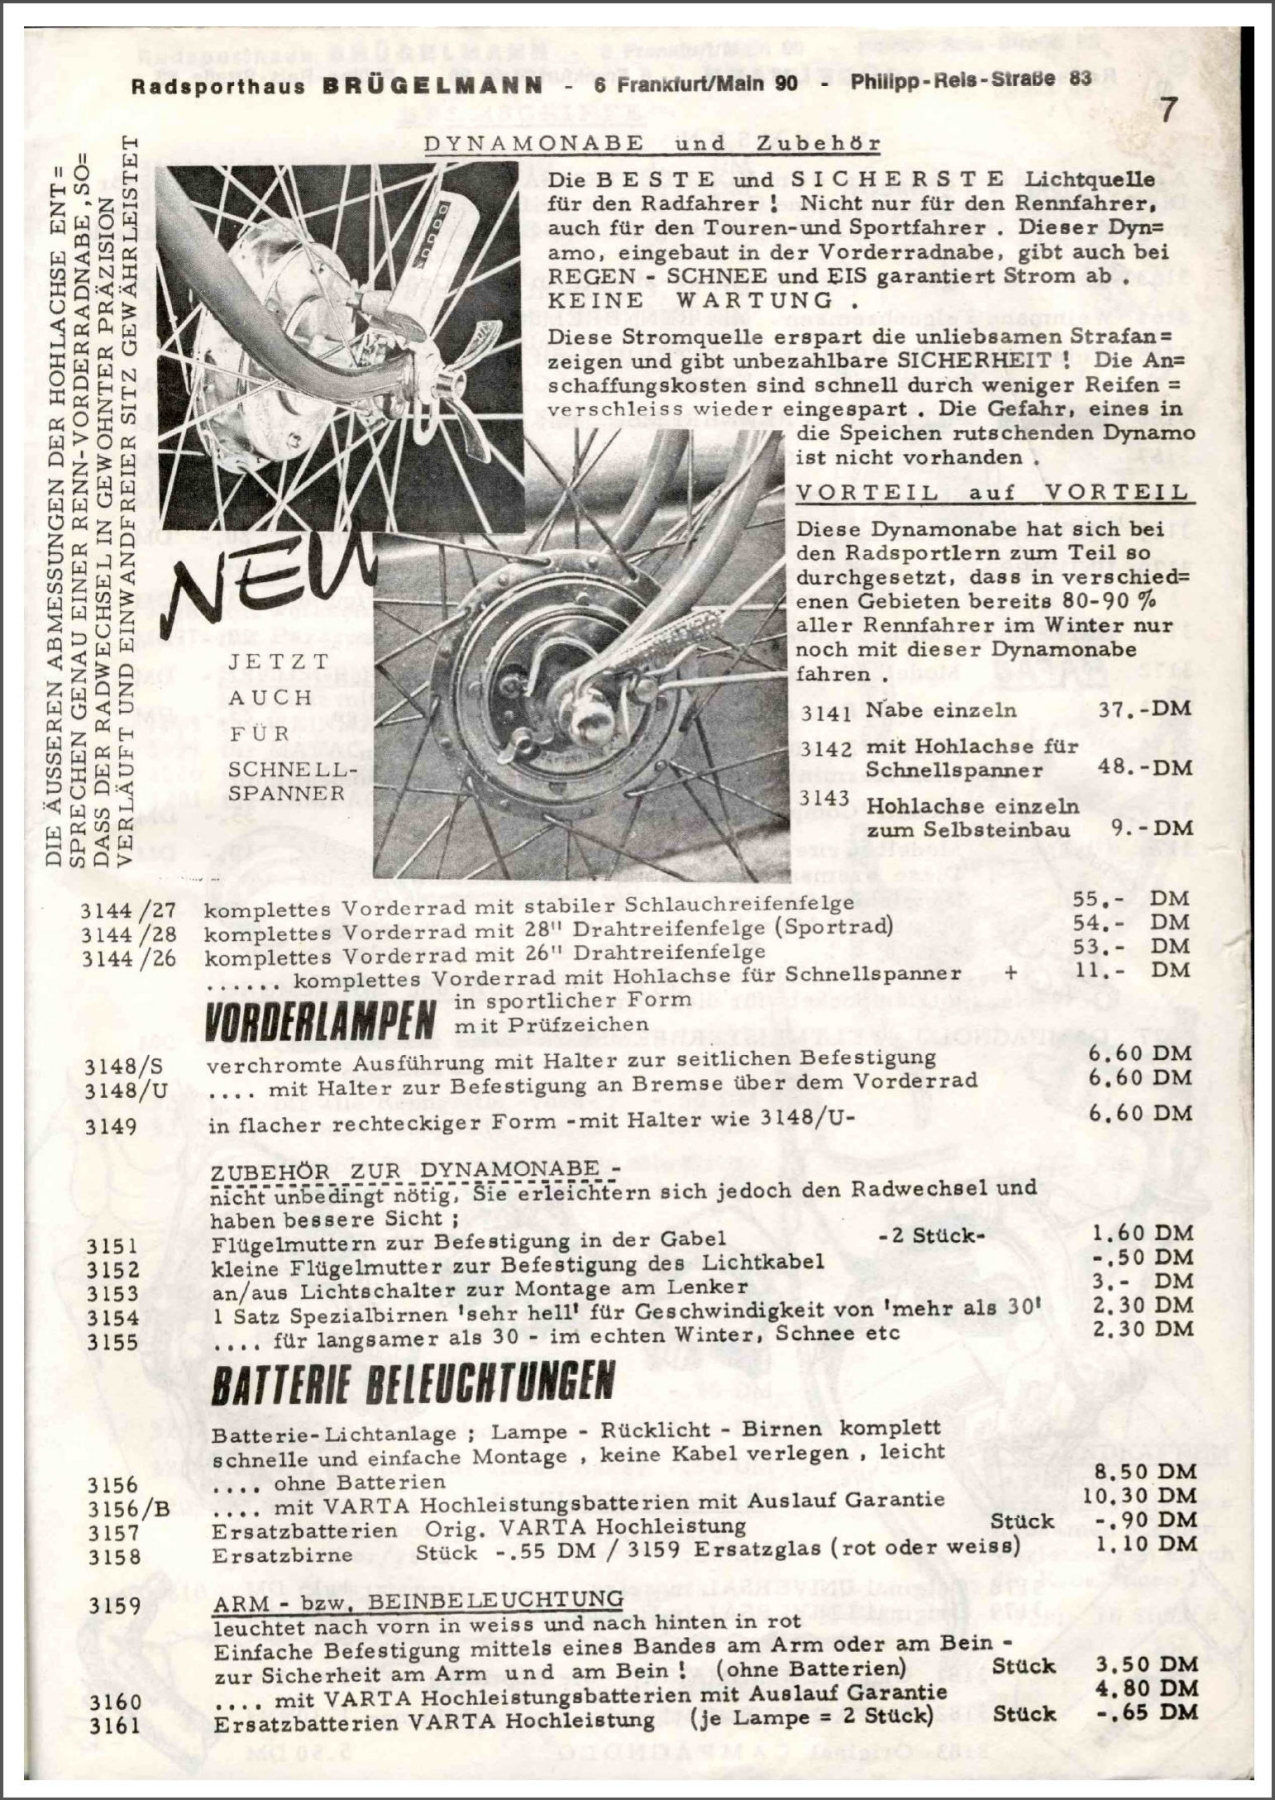 Radsporthaus BRÜGELMANN - 6 Frankfurt/Main 90 - Philipp-Reis-Straße 83
7
DYNAMONABE und Zubehör
DIE ÄUSSEREN ABMESSUNGEN DER HOHLACHSE ENT=
SPRECHEN GENAU EINER RENN-VORDERRADNABE, SO=
DASS DER RADWECHSEL IN GEWOHNTER PRÄZISION
VERLÄUFT UND EINWANDFREIER SITZ GEWÄHRLEISTET
Die BESTE und SICHERSTE Lichtquelle
für den Radfahrer ! Nicht nur für den Rennfahrer,
auch für den Touren-und Sportfahrer . Dieser Dyn=
amo, eingebaut in der Vorderradnabe, gibt auch bei
REGEN - SCHNEE und EIS garantiert Strom ab .
KEINE WARTUNG .
Diese Stromquelle erspart die unliebsamen Strafan=
zeigen und gibt unbezahlbare SICHERHEIT ! Die An=
schaffungskosten sind schnell durch weniger Reifen =
verschleiss wieder eingespart . Die Gefahr, eines in
die Speichen rutschenden Dynamo
ist nicht vorhanden .
VORTEIL auf VORTEIL
Diese Dynamonabe hat sich bei
den Radsportlern zum Teil so
durchgesetzt, dass in verschied=
enen Gebieten bereits 80-90 %
aller Rennfahrer im Winter nur
noch mit dieser Dynamonabe
fahren .
NEU
JETZT
AUCH
FÜR
SCHNELL-
SPANNER
3141 Nabe einzeln 37.-DM
3142 mit Hohlachse für
Schnellspanner 48.-DM
3143 Hohlachse einzeln
zum Selbsteinbau 9.-DM
3144/27 komplettes Vorderrad mit stabiler Schlauchreifenfelge 55.- DM
3144/28 komplettes Vorderrad mit 28" Drahtreifenfelge (Sportrad) 54.- DM
3144/26 komplettes Vorderrad mit 26" Drahtreifenfelge 53.- DM
...... komplettes Vorderrad mit Hohlachse für Schnellspanner + 11.- DM
VORDERLAMPEN in sportlicher Form
mit Prüfzeichen
3148/S verchromte Ausführung mit Halter zur seitlichen Befestigung 6.60 DM
3148/U .... mit Halter zur Befestigung an Bremse über dem Vorderrad 6.60 DM
3149 in flacher rechteckiger Form -mit Halter wie 3148/U- 6.60 DM
ZUBEHÖR ZUR DYNAMONABE -
nicht unbedingt nötig, Sie erleichtern sich jedoch den Radwechsel und
haben bessere Sicht ;
3151 Flügelmuttern zur Befestigung in der Gabel -2 Stück- 1.60 DM
3152 kleine Flügelmutter zur Befestigung des Lichtkabel -.50 DM
3153 an/aus Lichtschalter zur Montage am Lenker 3.- DM
3154 1 Satz Spezialbirnen 'sehr hell' für Geschwindigkeit von 'mehr als 30' 2.30 DM
3155 .... für langsamer als 30 - im echten Winter, Schnee etc 2.30 DM
BATTERIE BELEUCHTUNGEN
Batterie-Lichtanlage ; Lampe - Rücklicht - Birnen komplett
schnelle und einfache Montage , keine Kabel verlegen , leicht
3156 .... ohne Batterien 8.50 DM
3156/B .... mit VARTA Hochleistungsbatterien mit Auslauf Garantie 10.30 DM
3157 Ersatzbatterien Orig. VARTA Hochleistung Stück -.90 DM
3158 Ersatzbirne Stück -.55 DM / 3159 Ersatzglas (rot oder weiss) 1.10 DM
3159 ARM - bzw. BEINBELEUCHTUNG
leuchtet nach vorn in weiss und nach hinten in rot
Einfache Befestigung mittels eines Bandes am Arm oder am Bein -
zur Sicherheit am Arm und am Bein ! (ohne Batterien) Stück 3.50 DM
3160 .... mit VARTA Hochleistungsbatterien mit Auslauf Garantie 4.80 DM
3161 Ersatzbatterien VARTA Hochleistung (je Lampe = 2 Stück) Stück -.65 DM